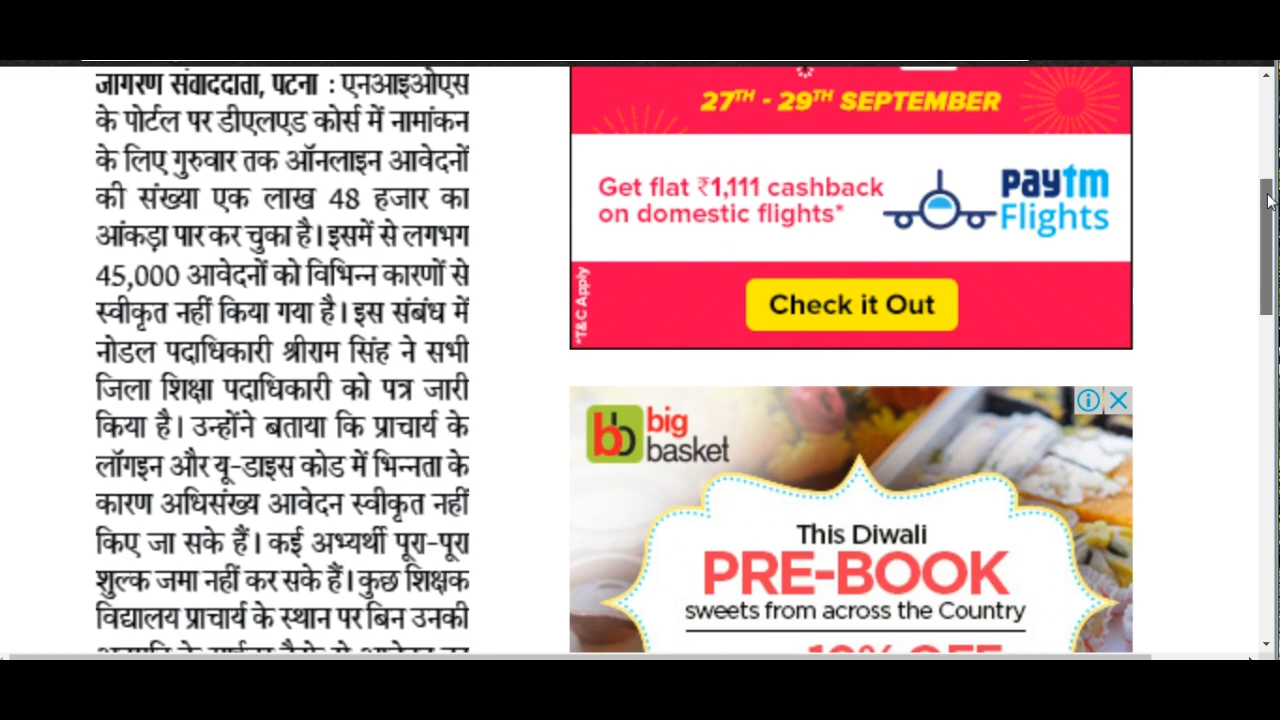 जागरण संवाददाता, पटना : एनआइओएस
के पोर्टल पर डीएलएड कोर्स में नामांकन
के लिए गुरुवार तक ऑनलाइन आवेदनों
की संख्या एक लाख 48 हजार का
आंकड़ा पार कर चुका है। इसमें से लगभग
45,000 आवेदनों को विभिन्न कारणों से
स्वीकृत नहीं किया गया है। इस संबंध में
नोडल पदाधिकारी श्रीराम सिंह ने सभी
जिला शिक्षा पदाधिकारी को पत्र जारी
किया है। उन्होंने बताया कि प्राचार्य के
लॉगइन और यू-डाइस कोड में भिन्नता के
कारण अधिसंख्य आवेदन स्वीकृत नहीं
किए जा सके हैं। कई अभ्यर्थी पूरा-पूरा
शुल्क जमा नहीं कर सके हैं। कुछ शिक्षक
विद्यालय प्राचार्य के स्थान पर बिन उनकी
27TH - 29TH SEPTEMBER
Get flat ₹1,111 cashback
on domestic flights*
paytm
Flights
*T&C Apply
Check it Out
bb big
basket
This Diwali
PRE-BOOK
sweets from across the Country
10% OFF